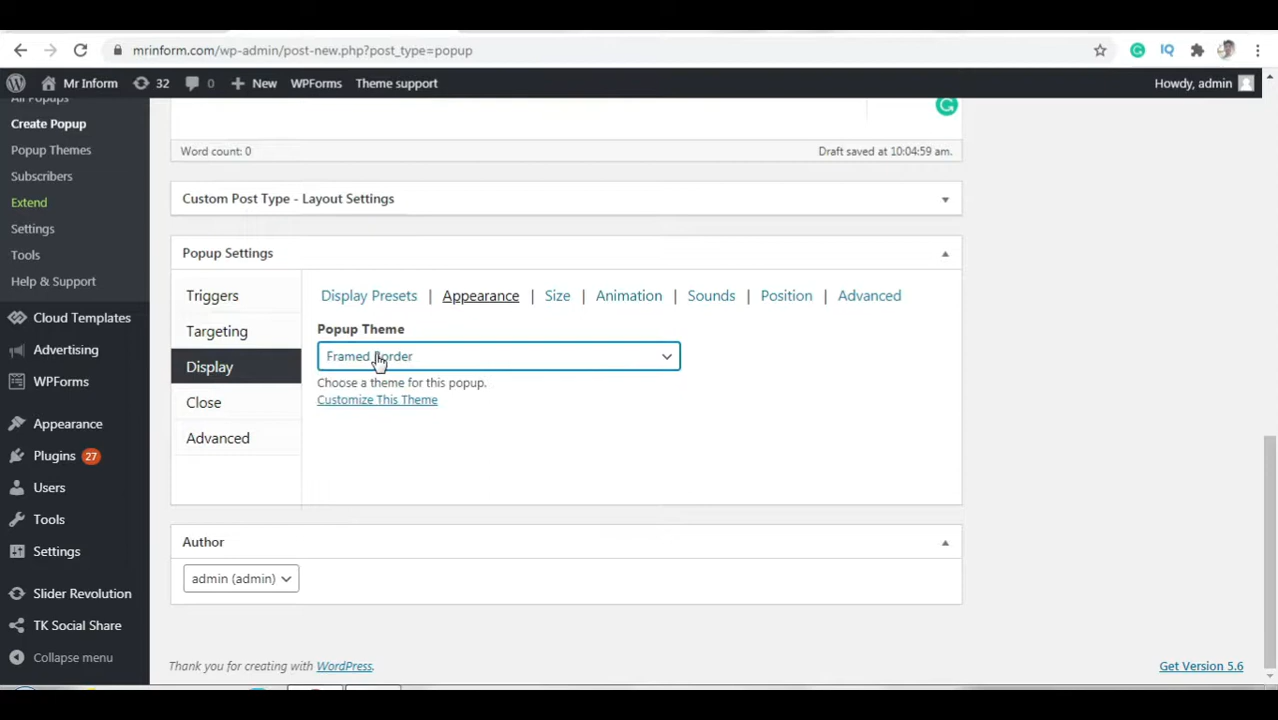 mrinform.com/wp-admin/post-new.php?post_type=popup
Mr Inform 32 0 New WPForms Theme support Howdy, admin
All Popups
Create Popup
Popup Themes
Subscribers
Extend
Settings
Tools
Help & Support
Cloud Templates
Advertising
WPForms
Appearance
Plugins 27
Users
Tools
Settings
Slider Revolution
TK Social Share
Collapse menu
Word count: 0 Draft saved at 10:04:59 am.
Custom Post Type - Layout Settings
Popup Settings
Triggers
Targeting
Display
Close
Advanced
Display Presets | Appearance | Size | Animation | Sounds | Position | Advanced
Popup Theme
Framed Border
Choose a theme for this popup.
Customize This Theme
Author
admin (admin)
Thank you for creating with WordPress. Get Version 5.6